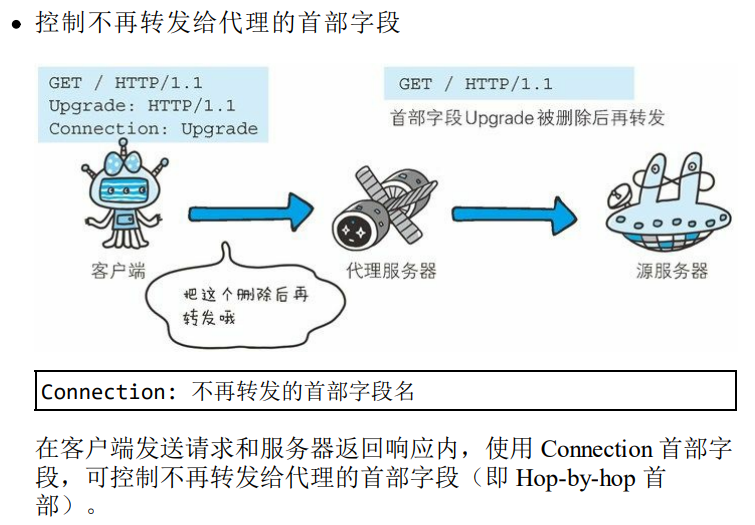 控制不再转发给代理的首部字段
GET / HTTP/1.1
Upgrade: HTTP/1.1
Connection: Upgrade
GET / HTTP/1.1
首部字段Upgrade被删除后再转发
客户端
代理服务器
源服务器
把这个删除后再
转发哦
Connection: 不再转发的首部字段名
在客户端发送请求和服务器返回响应内，使用 Connection 首部字
段，可控制不再转发给代理的首部字段（即 Hop-by-hop 首
部）。